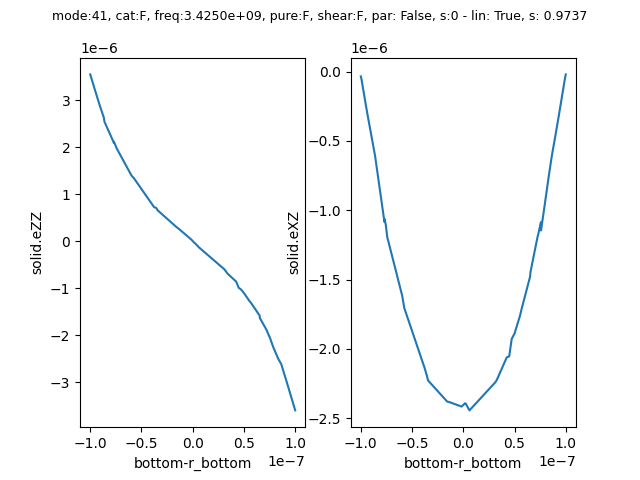 mode:41, cat:F, freq:3.4250e+09, pure:F, shear:F, par: False, s:0 - lin: True, s: 0.9737
1e−6
3
2
1
0
−1
−2
−3
solid.eZZ
−1.0
−0.5
0.0
0.5
1.0
bottom-r_bottom
1e−7
1e−6
0.0
−0.5
−1.0
−1.5
−2.0
−2.5
solid.eXZ
−1.0
−0.5
0.0
0.5
1.0
bottom-r_bottom
1e−7